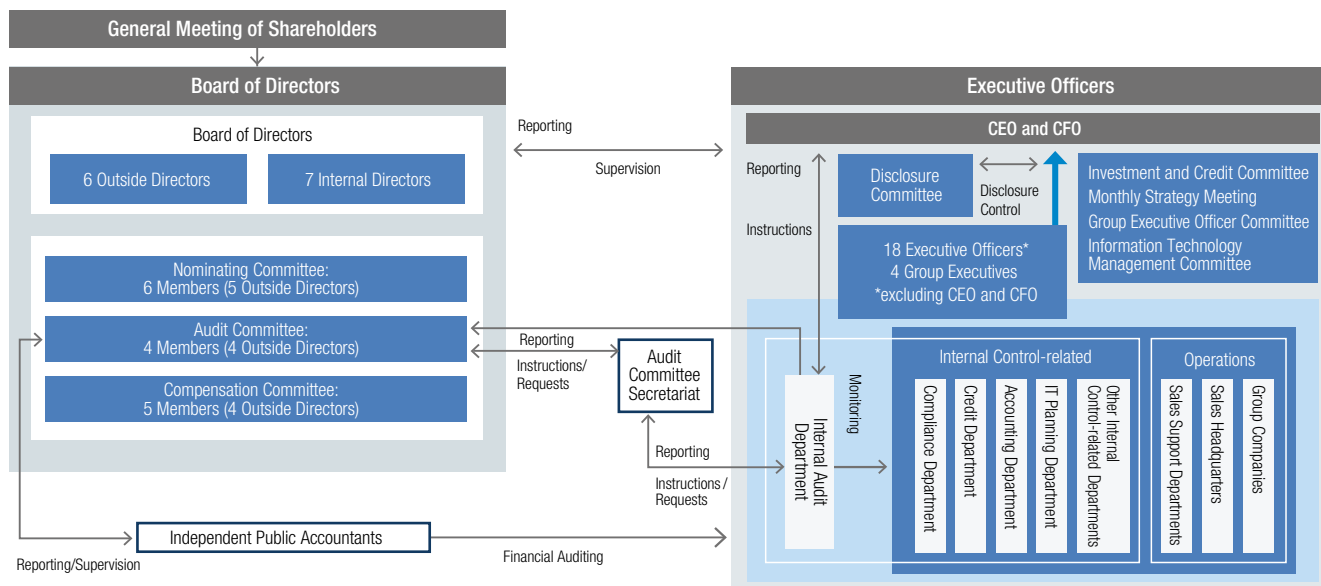 General Meeting of Shareholders
Board of Directors
Board of Directors
6 Outside Directors
7 Internal Directors
Nominating Committee:
6 Members (5 Outside Directors)
Audit Committee:
4 Members (4 Outside Directors)
Compensation Committee:
5 Members (4 Outside Directors)
Reporting
Supervision
Executive Officers
CEO and CFO
Reporting
Instructions
Disclosure
Committee
Disclosure
Control
18 Executive Officers*
4 Group Executives
*excluding CEO and CFO
Investment and Credit Committee
Monthly Strategy Meeting
Group Executive Officer Committee
Information Technology
Management Committee
Reporting
Instructions/
Requests
Audit
Committee
Secretariat
Reporting
Instructions /
Requests
Internal Audit
Department
Monitoring
Internal Control-related
Compliance Department
Credit Department
Accounting Department
IT Planning Department
Other Internal
Control-related Departments
Operations
Sales Support Departments
Sales Headquarters
Group Companies
Independent Public Accountants
Reporting/Supervision
Financial Auditing